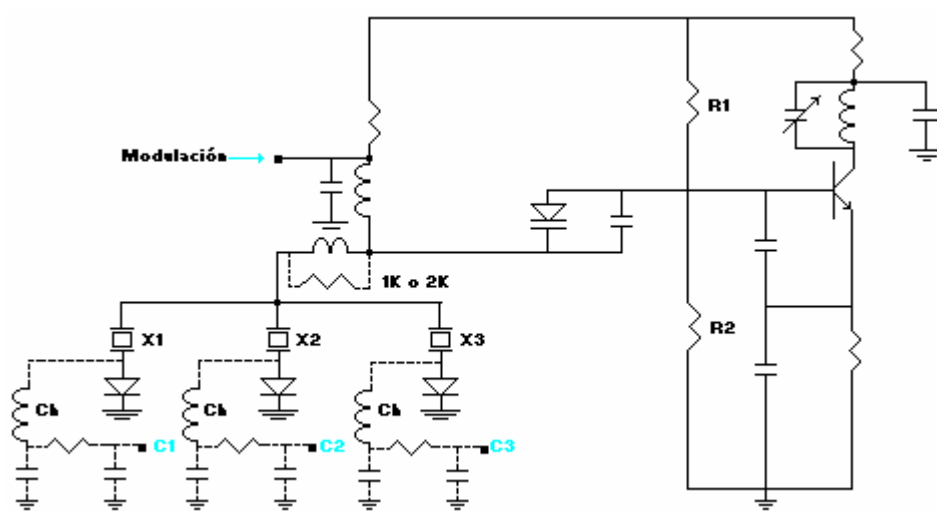 R1
Modulación
1K o 2K
X1
X2
X3
R2
Ch
Ch
Ch
C1
C2
C3